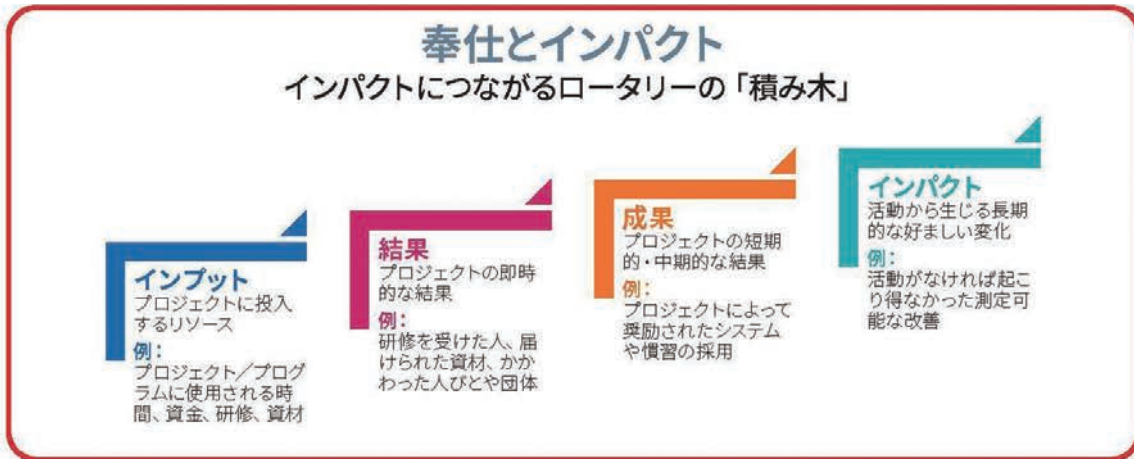 奉仕とインパクト
インパクトにつながるロータリーの「積み木」
インプット
プロジェクトに投入
するリソース
例：
プロジェクト／プログ
ラムに使用される時
間、資金、研修、資材
結果
プロジェクトの即時
的な結果
例：
研修を受けた人、届
けられた資材、かか
わった人びとや団体
成果
プロジェクトの短期
的・中期的な結果
例：
プロジェクトによって
奨励されたシステム
や慣習の採用
インパクト
活動から生じる長期
的な好ましい変化
例：
活動がなければ起こ
り得なかった測定可
能な改善